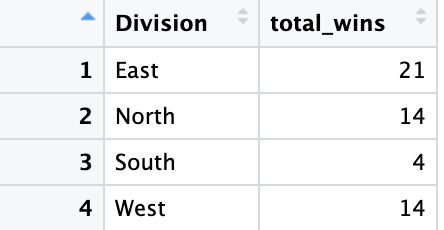 Division total_wins
1 East 21
2 North 14
3 South 4
4 West 14